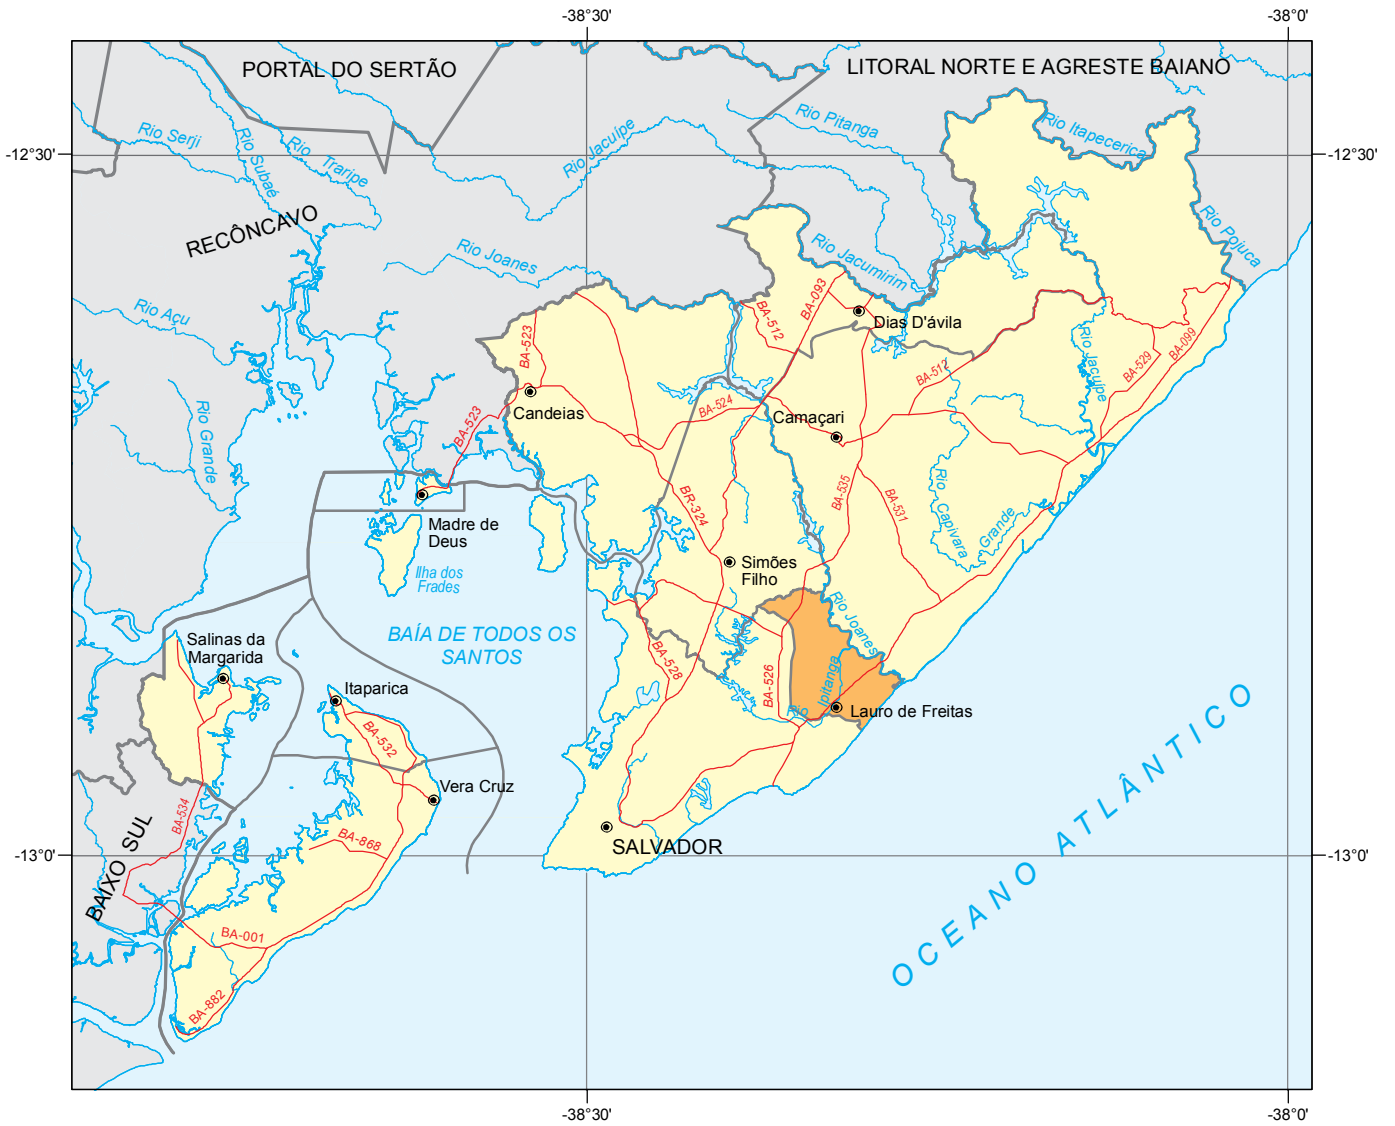 -38°30'
-38°0'
PORTAL DO SERTÃO
LITORAL NORTE E AGRESTE BAIANO
-12°30'
-12°30'
Rio Serji
Rio Subaé
Rio Traripe
Rio Jacuípe
Rio Pitanga
Rio Itapecerica
RECÔNCAVO
Rio Joanes
Rio Jacumirim
Rio Pojuca
Rio Açu
BA-523
BA-512
BA-093
Dias D'ávila
Rio Jacuípe
BA-529
BA-099
BA-512
Rio Grande
BA-523
Candeias
BA-524
Camaçari
BR-324
BA-535
BA-531
Rio Capivara Grande
Madre de
Deus
Ilha dos
Frades
Simões
Filho
BAÍA DE TODOS OS
SANTOS
Rio Joanes
Salinas da
Margarida
Itaparica
BA-528
BA-526
Rio Ipitanga
Lauro de Freitas
BA-532
Vera Cruz
BA-534
BA-868
SALVADOR
-13°0'
-13°0'
BAIXO SUL
OCEANO ATLÂNTICO
BA-001
BA-882
-38°30'
-38°0'